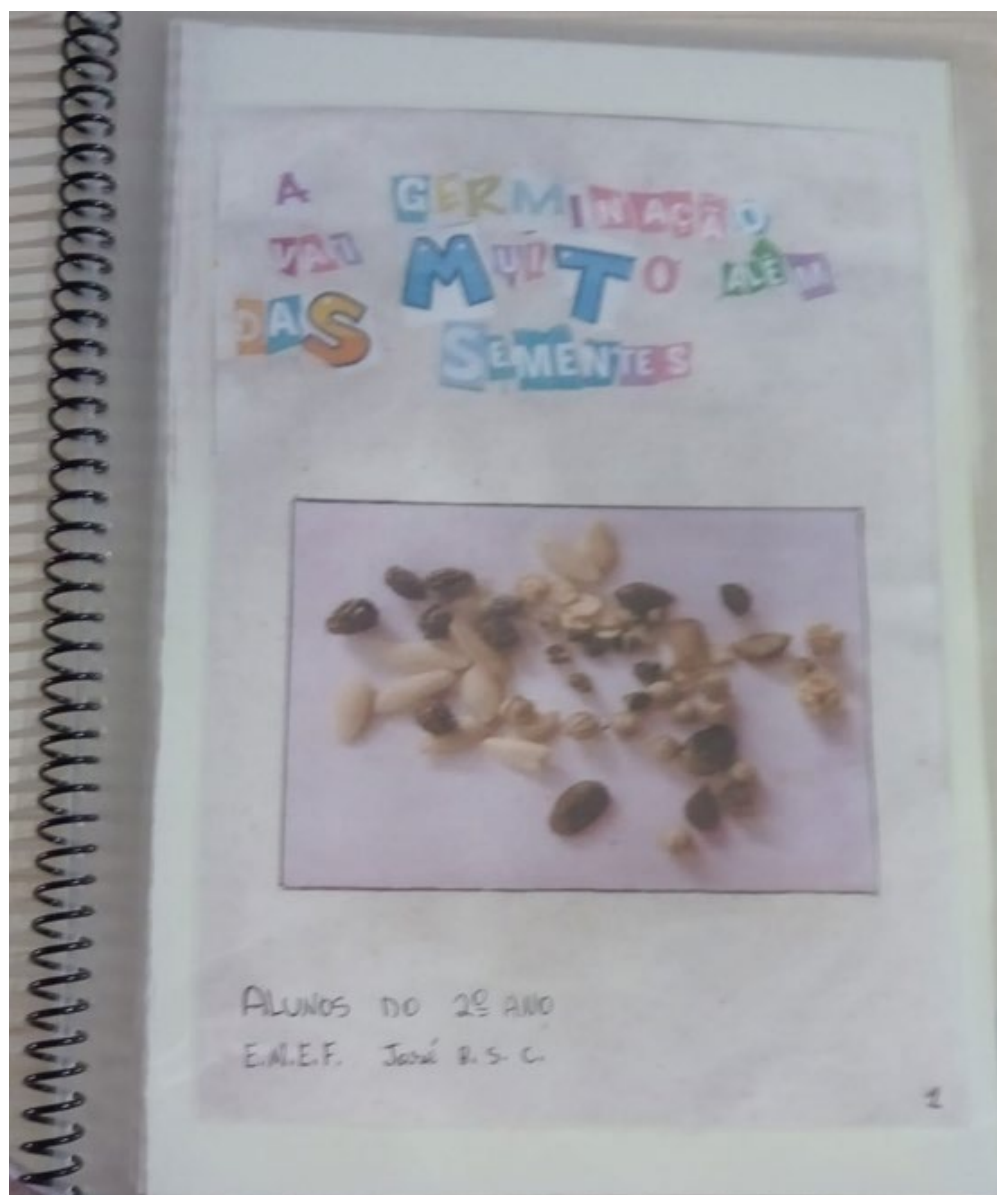 A GERMINAÇÃO
VAI MUITO ALÉM
DAS SEMENTES
ALUNOS DO 2º ANO
E.M.E.F. José R. S. C.
1